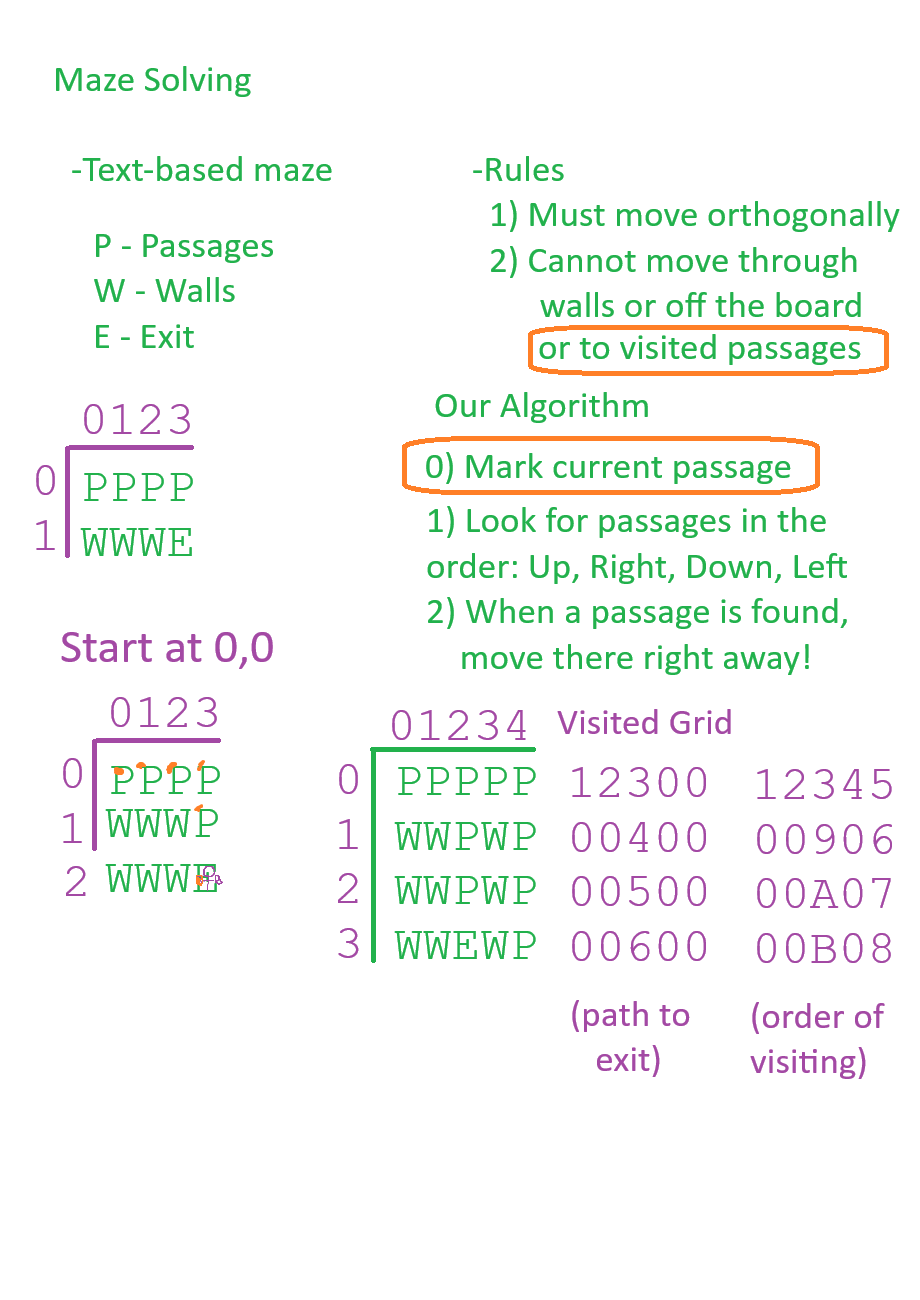 Maze Solving
-Text-based maze
P - Passages
W - Walls
E - Exit
-Rules
1) Must move orthogonally
2) Cannot move through
walls or off the board
or to visited passages
Our Algorithm
0) Mark current passage
1) Look for passages in the
order: Up, Right, Down, Left
2) When a passage is found,
move there right away!
0123
0 PPPP
1 WWWE
Start at 0,0
0123
0 PPPP
1 WWWP
2 WWWE
01234 Visited Grid
0 PPPPP 12300 12345
1 WWPWP 00400 00906
2 WWPWP 00500 00A07
3 WWEWP 00600 00B08
(path to
exit)
(order of
visiting)